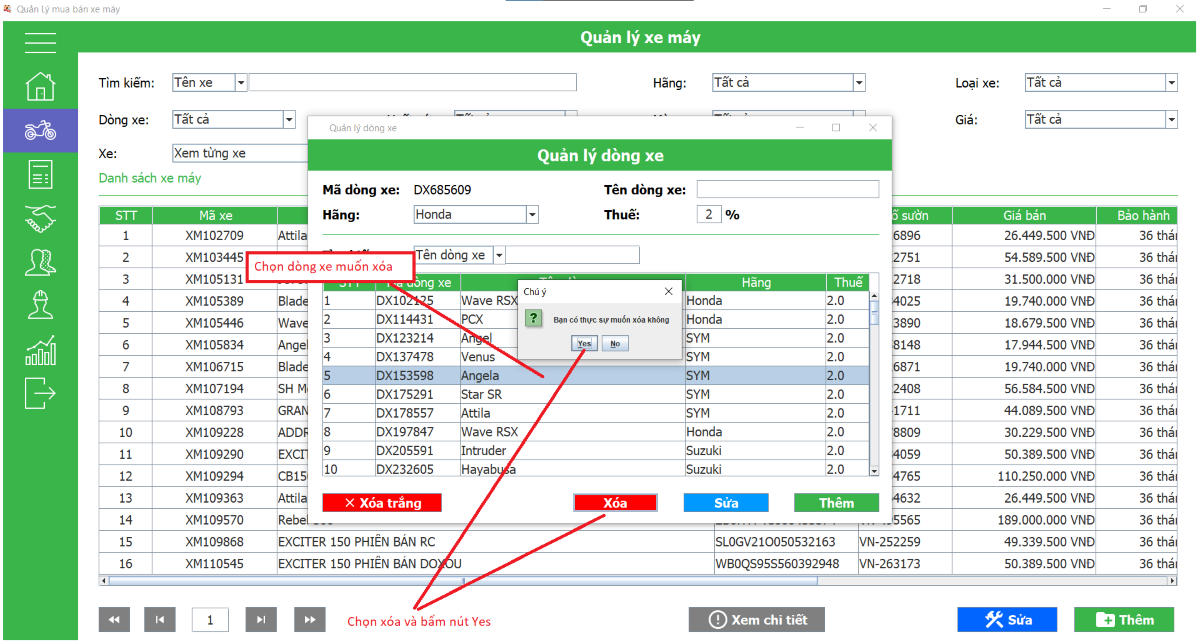 Quản lý mua bán xe máy
Quản lý xe máy
Tìm kiếm: Tên xe Hãng: Tất cả Loại xe: Tất cả
Dòng xe: Tất cả Giá: Tất cả
Xe: Xem từng xe
Danh sách xe máy
Quản lý dòng xe
Quản lý dòng xe
Mã dòng xe: DX685609 Tên dòng xe:
Hãng: Honda Thuế: 2 %
Tên dòng xe
Chọn dòng xe muốn xóa
STT Mã dòng xe Hãng Thuế
1 DX102125 Wave RSX Honda 2.0
2 DX114431 PCX Honda 2.0
3 DX123214 Angel SYM 2.0
4 DX137478 Venus SYM 2.0
5 DX153598 Angela SYM 2.0
6 DX175291 Star SR SYM 2.0
7 DX178557 Attila SYM 2.0
8 DX197847 Wave RSX Honda 2.0
9 DX205591 Intruder Suzuki 2.0
10 DX232605 Hayabusa Suzuki 2.0
Chú ý
Bạn có thực sự muốn xóa không
Yes No
Xóa trắng Xóa Sửa Thêm
STT Mã xe số sườn Giá bán Bảo hành
1 XM102709 Attila 6896 26.449.500 VNĐ 36 thán
2 XM103445 2751 54.589.500 VNĐ 36 thán
3 XM105131 2718 31.500.000 VNĐ 36 thán
4 XM105389 Blade 4025 19.740.000 VNĐ 36 thán
5 XM105446 Wave 3890 18.679.500 VNĐ 36 thán
6 XM105834 Angel 8148 17.944.500 VNĐ 36 thán
7 XM106715 Blade 6871 19.740.000 VNĐ 36 thán
8 XM107194 SH M 2408 56.584.500 VNĐ 36 thán
9 XM108793 GRAN 1711 44.089.500 VNĐ 36 thán
10 XM109228 ADDR 8809 30.229.500 VNĐ 36 thán
11 XM109290 EXCIT 4059 50.389.500 VNĐ 36 thán
12 XM109294 CB15 4765 110.250.000 VNĐ 36 thán
13 XM109363 Attila 4632 26.449.500 VNĐ 36 thán
14 XM109570 Rebel 189.000.000 VNĐ 36 thán
15 XM109868 EXCITER 150 PHIÊN BẢN RC SL0GV21O050532163 VN-252259 49.339.500 VNĐ 36 thán
16 XM110545 EXCITER 150 PHIÊN BẢN DOXOU WB0QS95S560392948 VN-263173 50.389.500 VNĐ 36 thán
1 Chọn xóa và bấm nút Yes Xem chi tiết Sửa Thêm